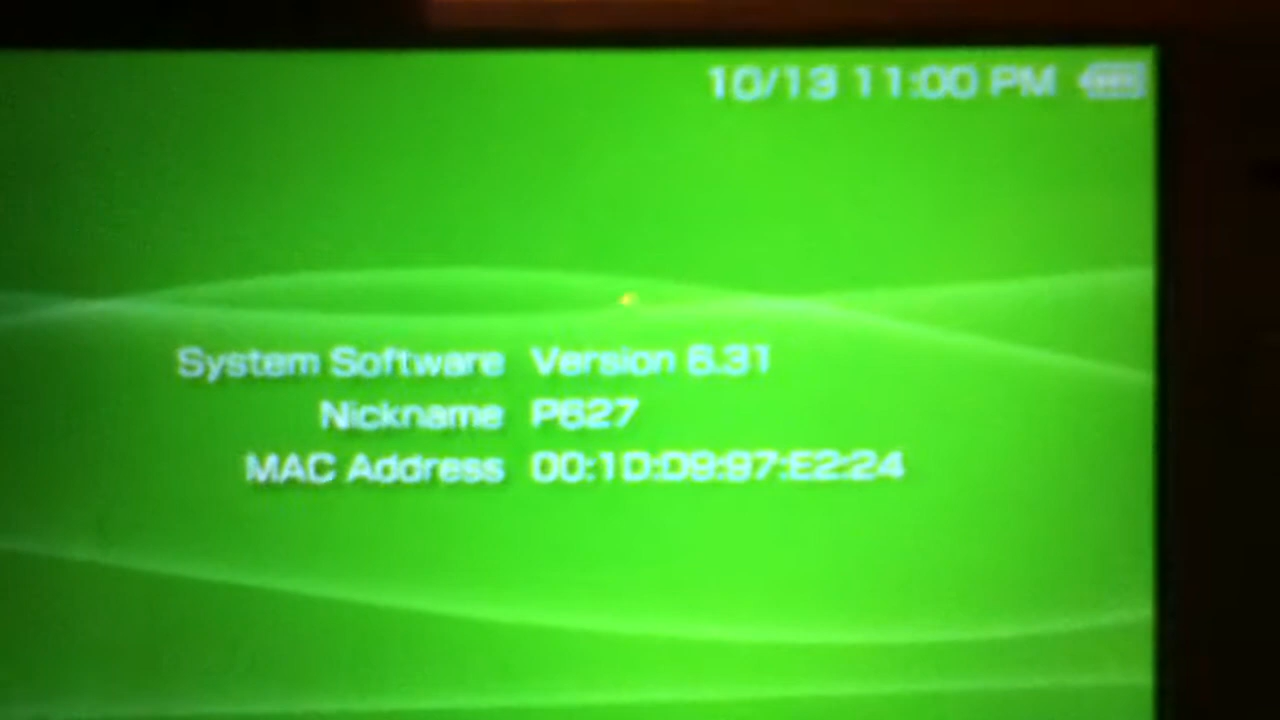 10/13 11:00 PM
System Software Version 6.31
Nickname P627
MAC Address 00:1D:D9:97:E2:24